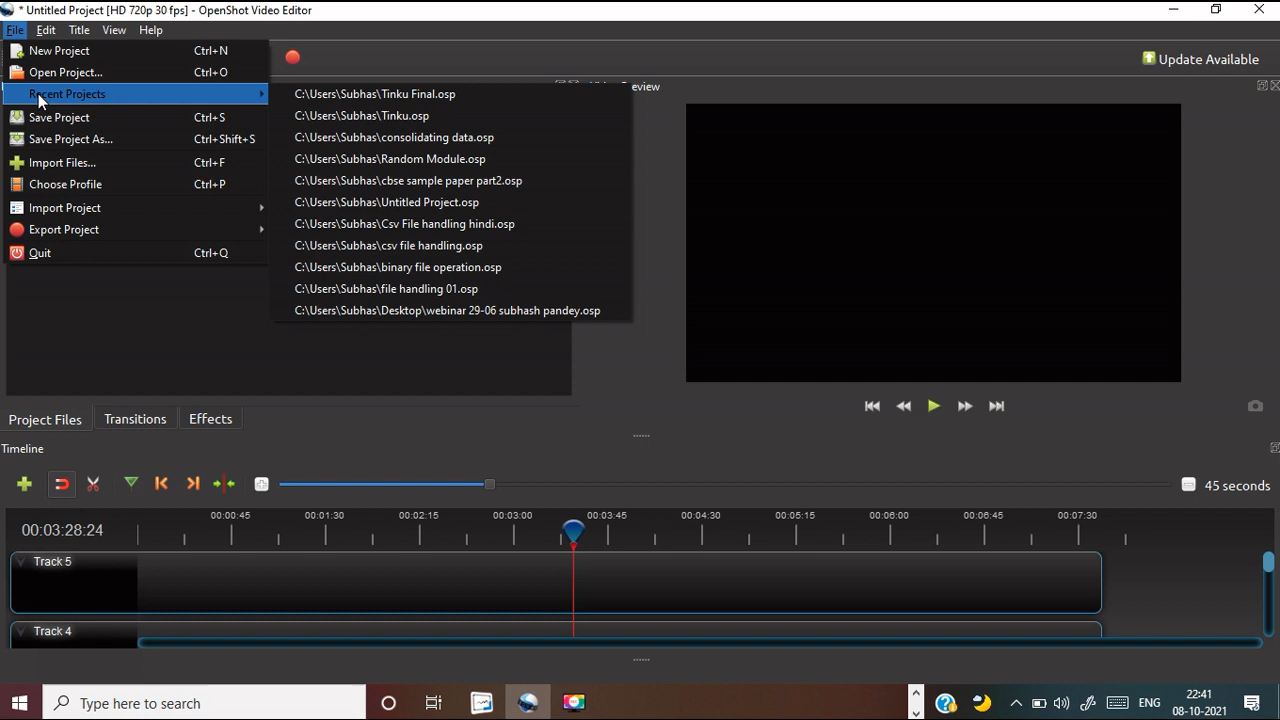 * Untitled Project [HD 720p 30 fps] - OpenShot Video Editor
File Edit Title View Help
New Project Ctrl+N
Open Project... Ctrl+O
Recent Projects
Save Project Ctrl+S
Save Project As... Ctrl+Shift+S
Import Files... Ctrl+F
Choose Profile Ctrl+P
Import Project
Export Project
Quit Ctrl+Q
C:\Users\Subhas\Tinku Final.osp
C:\Users\Subhas\Tinku.osp
C:\Users\Subhas\consolidating data.osp
C:\Users\Subhas\Random Module.osp
C:\Users\Subhas\cbse sample paper part2.osp
C:\Users\Subhas\Untitled Project.osp
C:\Users\Subhas\Csv File handling hindi.osp
C:\Users\Subhas\csv file handling.osp
C:\Users\Subhas\binary file operation.osp
C:\Users\Subhas\file handling 01.osp
C:\Users\Subhas\Desktop\webinar 29-06 subhash pandey.osp
Update Available
Project Files Transitions Effects
Timeline
45 seconds
00:03:28:24
00:00:45 00:01:30 00:02:15 00:03:00 00:03:45 00:04:30 00:05:15 00:06:00 00:06:45 00:07:30
Track 5
Track 4
Type here to search
ENG
22:41
08-10-2021